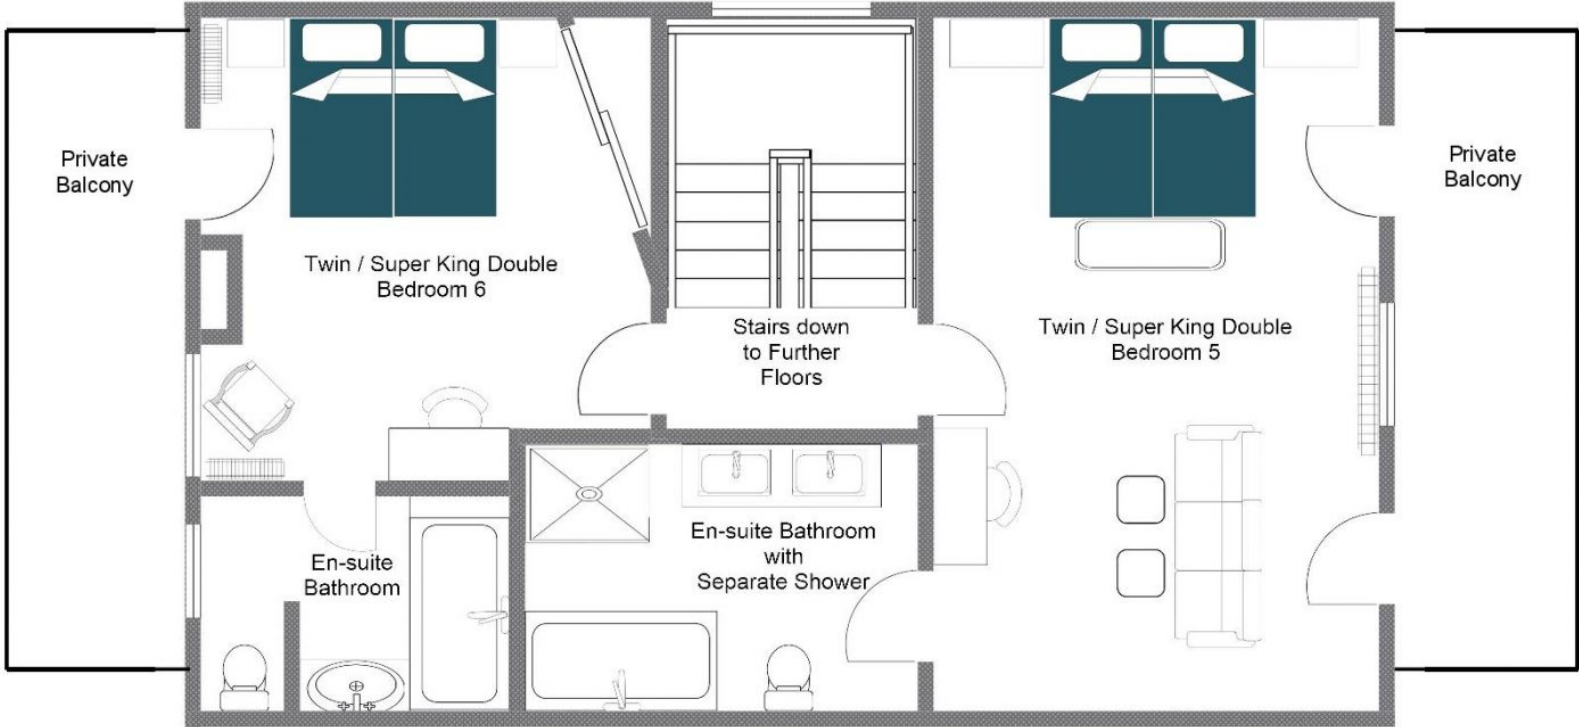 Private
Balcony
Twin / Super King Double
Bedroom 6
Stairs down
to Further
Floors
Twin / Super King Double
Bedroom 5
Private
Balcony
En-suite
Bathroom
En-suite Bathroom
with
Separate Shower